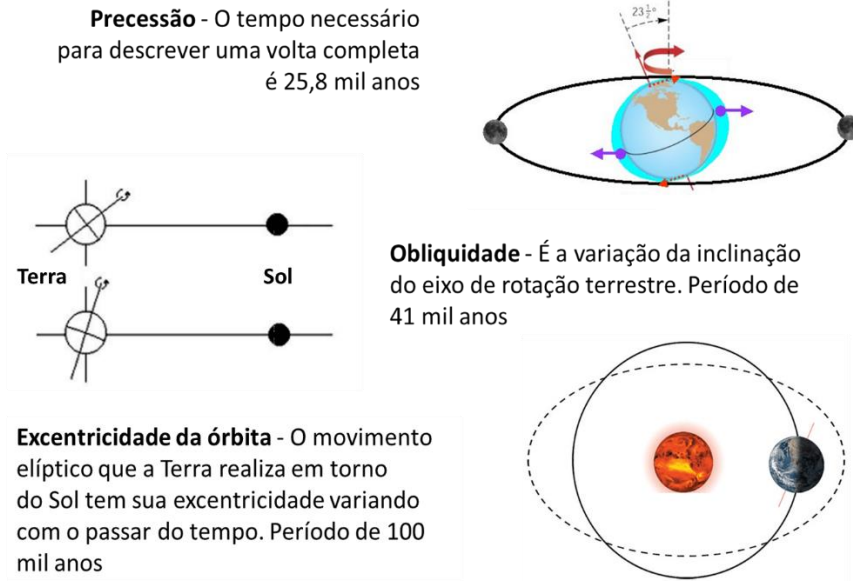 Precessão - O tempo necessário
para descrever uma volta completa
é 25,8 mil anos
23½°
Terra
Sol
Obliquidade - É a variação da inclinação
do eixo de rotação terrestre. Período de
41 mil anos
Excentricidade da órbita - O movimento
elíptico que a Terra realiza em torno
do Sol tem sua excentricidade variando
com o passar do tempo. Período de 100
mil anos